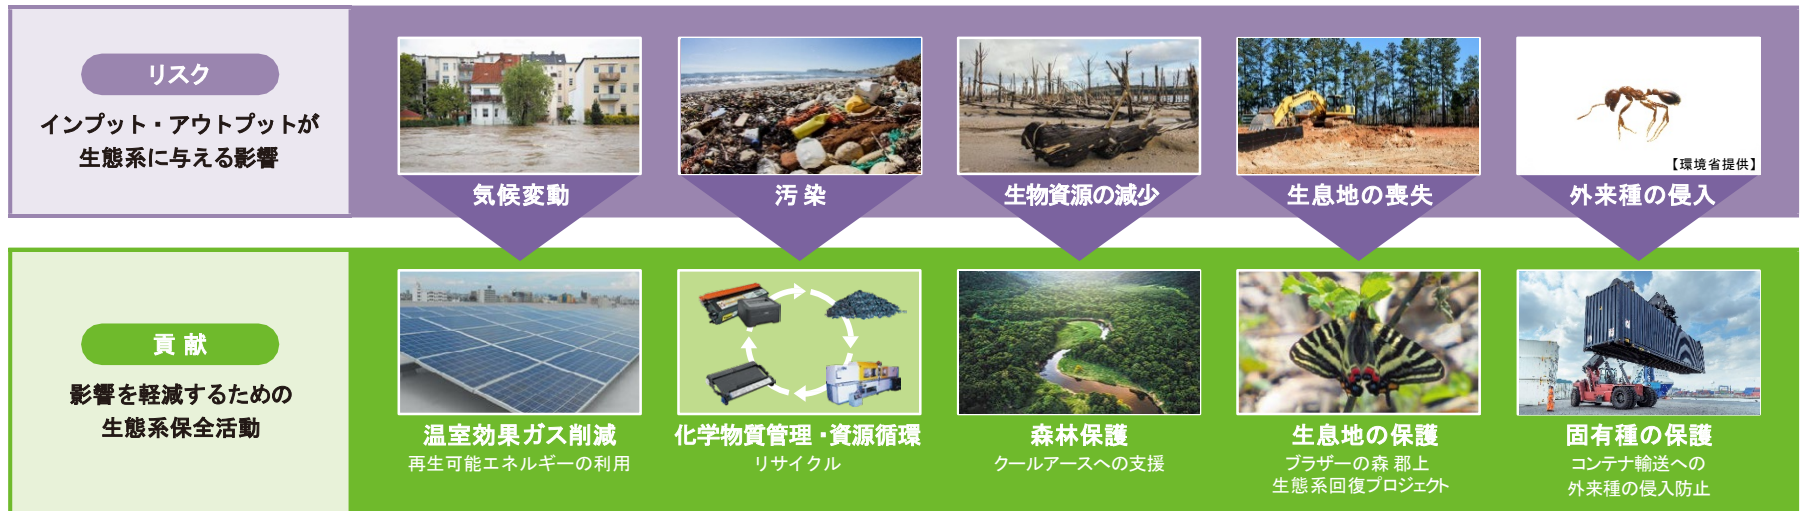 リスク
インプット・アウトプットが
生態系に与える影響
【環境省提供】
気候変動
汚染
生物資源の減少
生息地の喪失
外来種の侵入
貢献
影響を軽減するための
生態系保全活動
温室効果ガス削減
再生可能エネルギーの利用
化学物質管理・資源循環
リサイクル
森林保護
クールアースへの支援
生息地の保護
ブラザーの森 郡上
生態系回復プロジェクト
固有種の保護
コンテナ輸送への
外来種の侵入防止